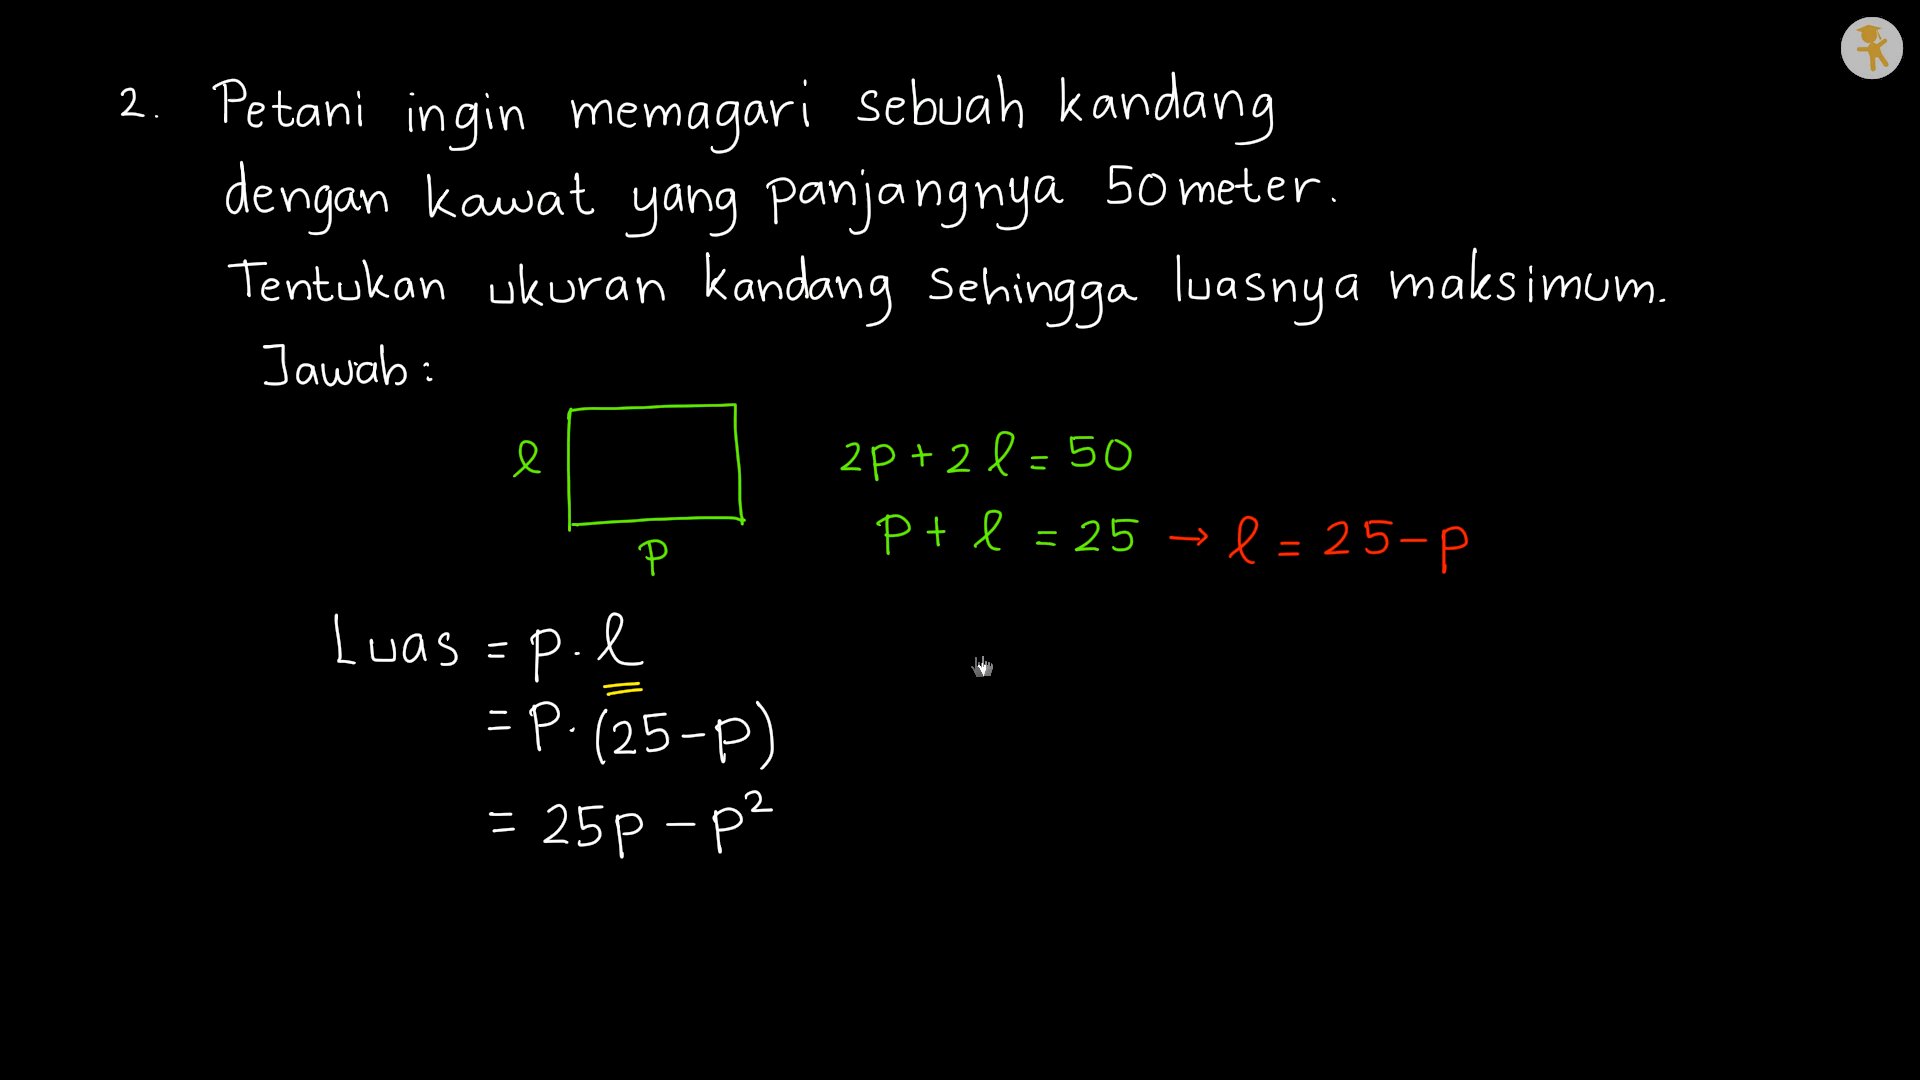 2. Petani ingin memagari sebuah kandang
dengan kawat yang panjangnya 50 meter.
Tentukan ukuran kandang sehingga luasnya maksimum.
Jawab:
l
p
2p + 2l = 50
p + l = 25 → l = 25 - p
Luas = p . l
= p . (25 - p)
= 25p - p²